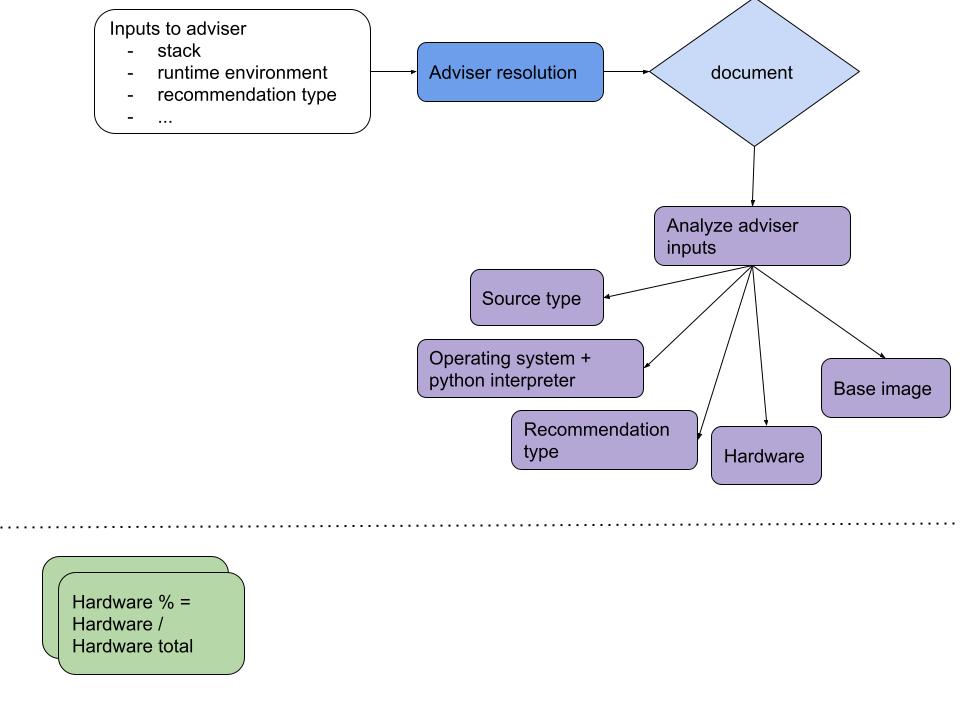 Inputs to adviser
- stack
- runtime environment
- recommendation type
- ...
Adviser resolution
document
Analyze adviser
inputs
Source type
Operating system +
python interpreter
Recommendation
type
Hardware
Base image
Hardware % =
Hardware /
Hardware total